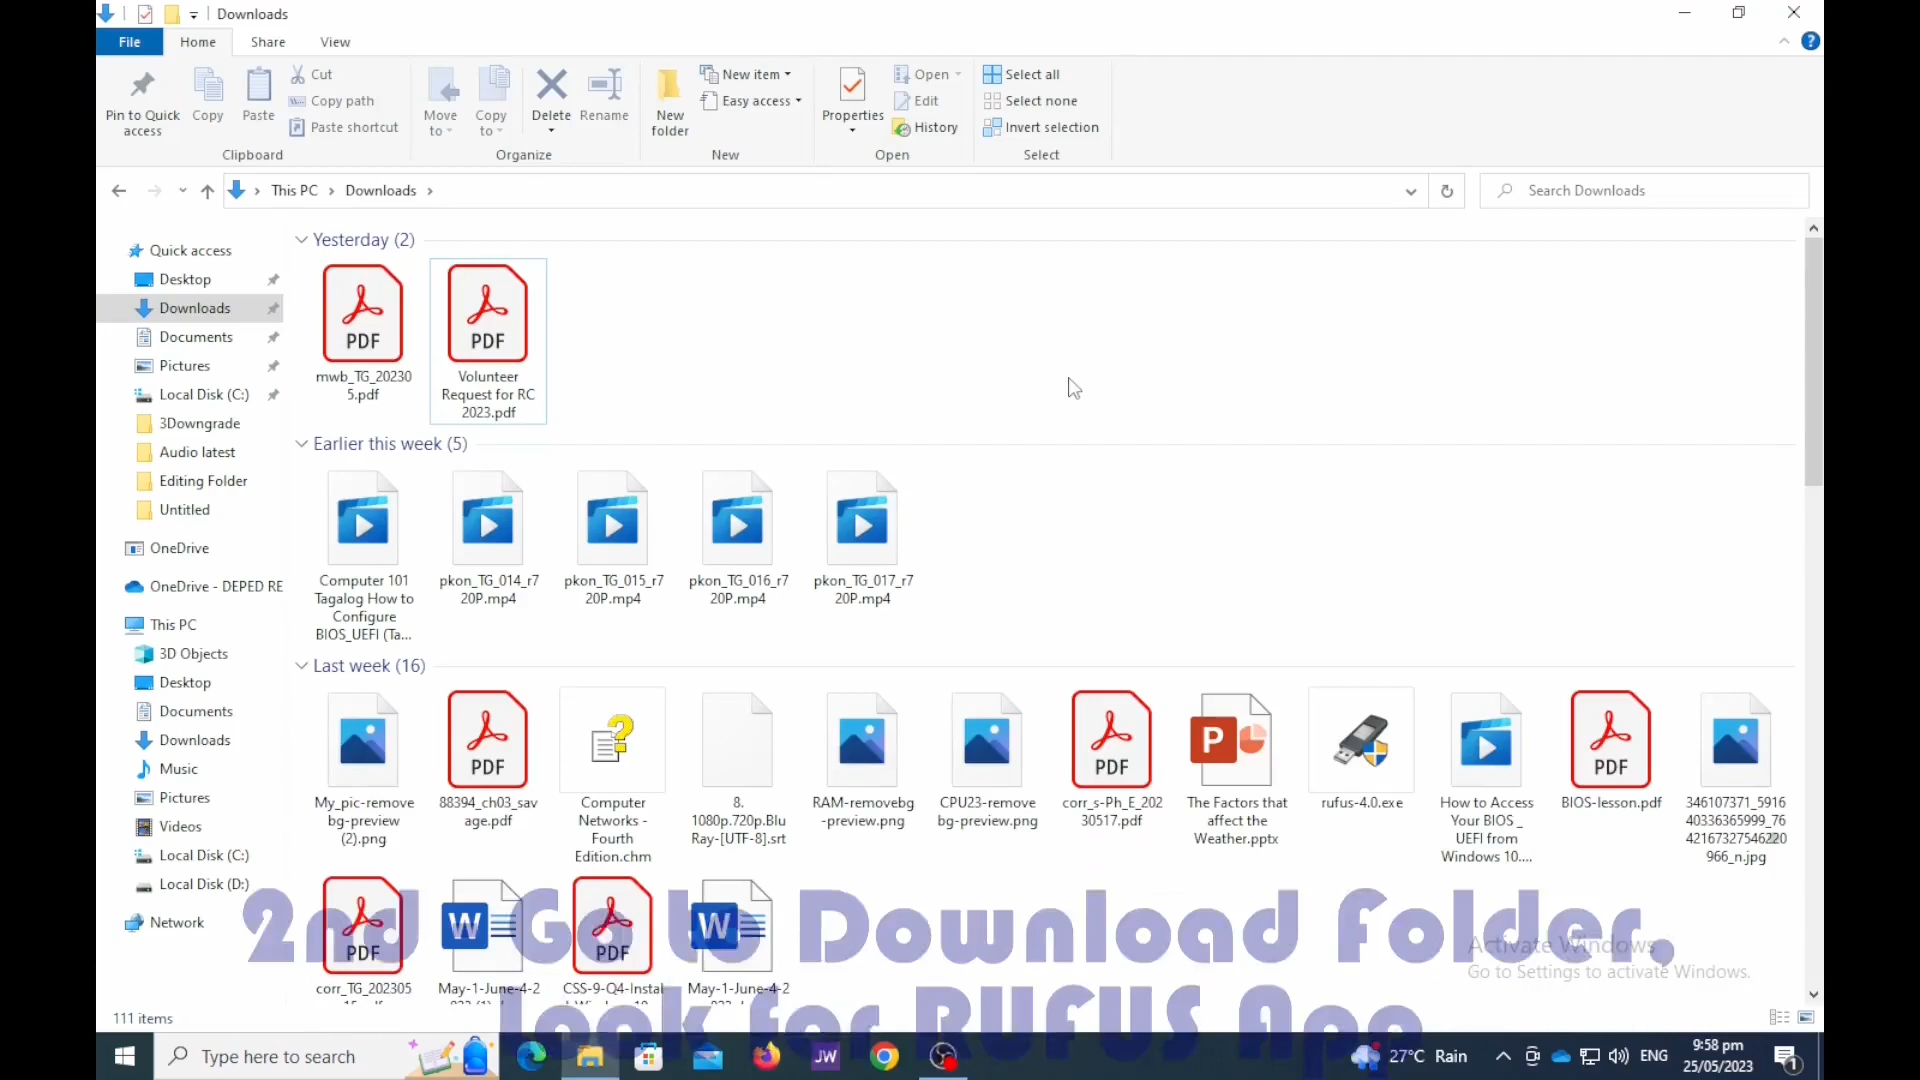 Downloads
File Home Share View
Pin to Quick access
Copy
Paste
Cut
Copy path
Paste shortcut
Clipboard
Move to
Copy to
Delete
Rename
Organize
New folder
New item
Easy access
New
Properties
Open
Edit
History
Open
Select all
Select none
Invert selection
Select
This PC > Downloads >
Search Downloads
Quick access
Desktop
Downloads
Documents
Pictures
Local Disk (C:)
3Downgrade
Audio latest
Editing Folder
Untitled
OneDrive
OneDrive - DEPED RE
This PC
3D Objects
Desktop
Documents
Downloads
Music
Pictures
Videos
Local Disk (C:)
Local Disk (D:)
Network
Yesterday (2)
PDF
mwb_TG_20230
5.pdf
PDF
Volunteer
Request for RC
2023.pdf
Earlier this week (5)
Computer 101
Tagalog How to
Configure
BIOS_UEFI (Ta...
pkon_TG_014_r7
20P.mp4
pkon_TG_015_r7
20P.mp4
pkon_TG_016_r7
20P.mp4
pkon_TG_017_r7
20P.mp4
Last week (16)
My_pic-remove
bg-preview
(2).png
PDF
88394_ch03_sav
age.pdf
Computer
Networks -
Fourth
Edition.chm
8.
1080p.720p.Blu
Ray-[UTF-8].srt
RAM-removebg
-preview.png
CPU23-remove
bg-preview.png
PDF
corr_s-Ph_E_202
30517.pdf
P
The Factors that
affect the
Weather.pptx
rufus-4.0.exe
How to Access
Your BIOS _
UEFI from
Windows 10....
PDF
BIOS-lesson.pdf
346107371_5916
40336365999_76
42167327546220
966_n.jpg
PDF
corr_TG_202305
W
May-1-June-4-2
PDF
CSS-9-Q4-Instal
W
May-1-June-4-2
2nd Go to Download Folder,
look for RUFUS App
Activate Windows
Go to Settings to activate Windows.
111 items
Type here to search
JW
27°C Rain
ENG
9:58 pm
25/05/2023
1